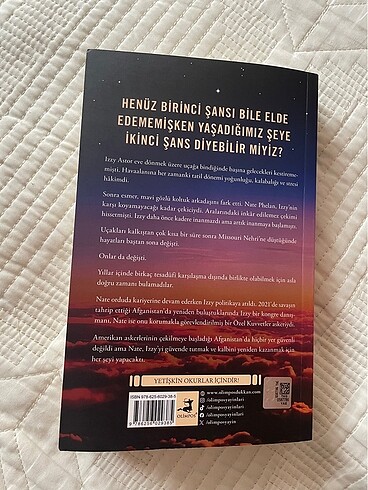 HENÜZ BİRİNCİ ŞANSI BİLE ELDE
EDEMEMİŞKEN YAŞADIĞIMIZ ŞEYE
İKİNCİ ŞANS DİYEBİLİR MİYİZ?
Izzy Astor eve dönmek üzere uçağa bindiğinde başına gelecekleri kestireme-
mişti. Havaalanına her zamanki tatil dönemi yoğunluğu, kalabalığı ve stresi
hâkimdi.
Sonra esmer, mavi gözlü koltuk arkadaşını fark etti. Nate Phelan, Izzy'nin
karşı koyamayacağı kadar çekiciydi. Aralarındaki inkâr edilemez çekimi
hissetmişti. Izzy daha önce kadere inanmazdı ama artık inanmaya başlamıştı.
Uçakları kalkıştan çok kısa bir süre sonra Missouri Nehri'ne düştüğünde
hayatları baştan sona değişti.
Onlar da değişti.
Yıllar içinde birkaç tesadüfi karşılaşma dışında birlikte olabilmek için asla
doğru zamanı bulamadılar.
Nate orduda kariyerine devam ederken Izzy politikaya atıldı. 2021'de savaşın
tahrip ettiği Afganistan'da yeniden buluştuklarında Izzy bir kongre danış-
manı, Nate ise onu korumakla görevlendirilmiş bir Özel Kuvvetler askeriydi.
Amerikan askerlerinin çekilmeye başladığı Afganistan'da hiçbir yer güvenli
değildi ama Nate, Izzy'yi güvende tutmak ve kalbini yeniden kazanmak için
her şeyi yapacaktı.
YETİŞKİN OKURLAR İÇİNDİR!
ISBN 978-625-6029-38-5
9 786256 029385
OLİMPOS
www.olimposdukkan.com
/olimposyayinlari
/olimposyayinlari
/olimposyayinlari
/olimposyayin